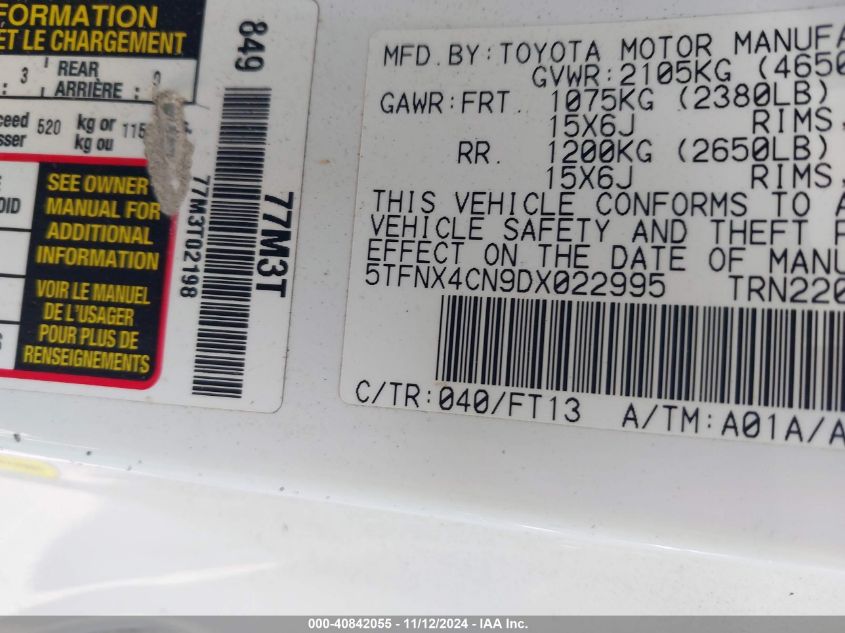 FORMATION
ET LE CHARGEMENT
3 REAR
ARRIÈRE : 0
520 kg or
kg ou
SEE OWNER
MANUAL FOR
ADDITIONAL
INFORMATION
VOIR LE MANUEL
DE L'USAGER
POUR PLUS DE
RENSEIGNEMENTS
849
77M3T
77M3T02198
MFD. BY: TOYOTA MOTOR MANUFA
GVWR: 2105KG (4650
GAWR: FRT. 1075KG (2380LB)
15X6J RIMS,
RR. 1200KG (2650LB)
15X6J RIMS,
THIS VEHICLE CONFORMS TO A
VEHICLE SAFETY AND THEFT
EFFECT ON THE DATE OF MANU
5TFNX4CN9DX022995 TRN220
C/TR: 040/FT13 A/TM: A01A/A
000-40842055 - 11/12/2024 - IAA Inc.